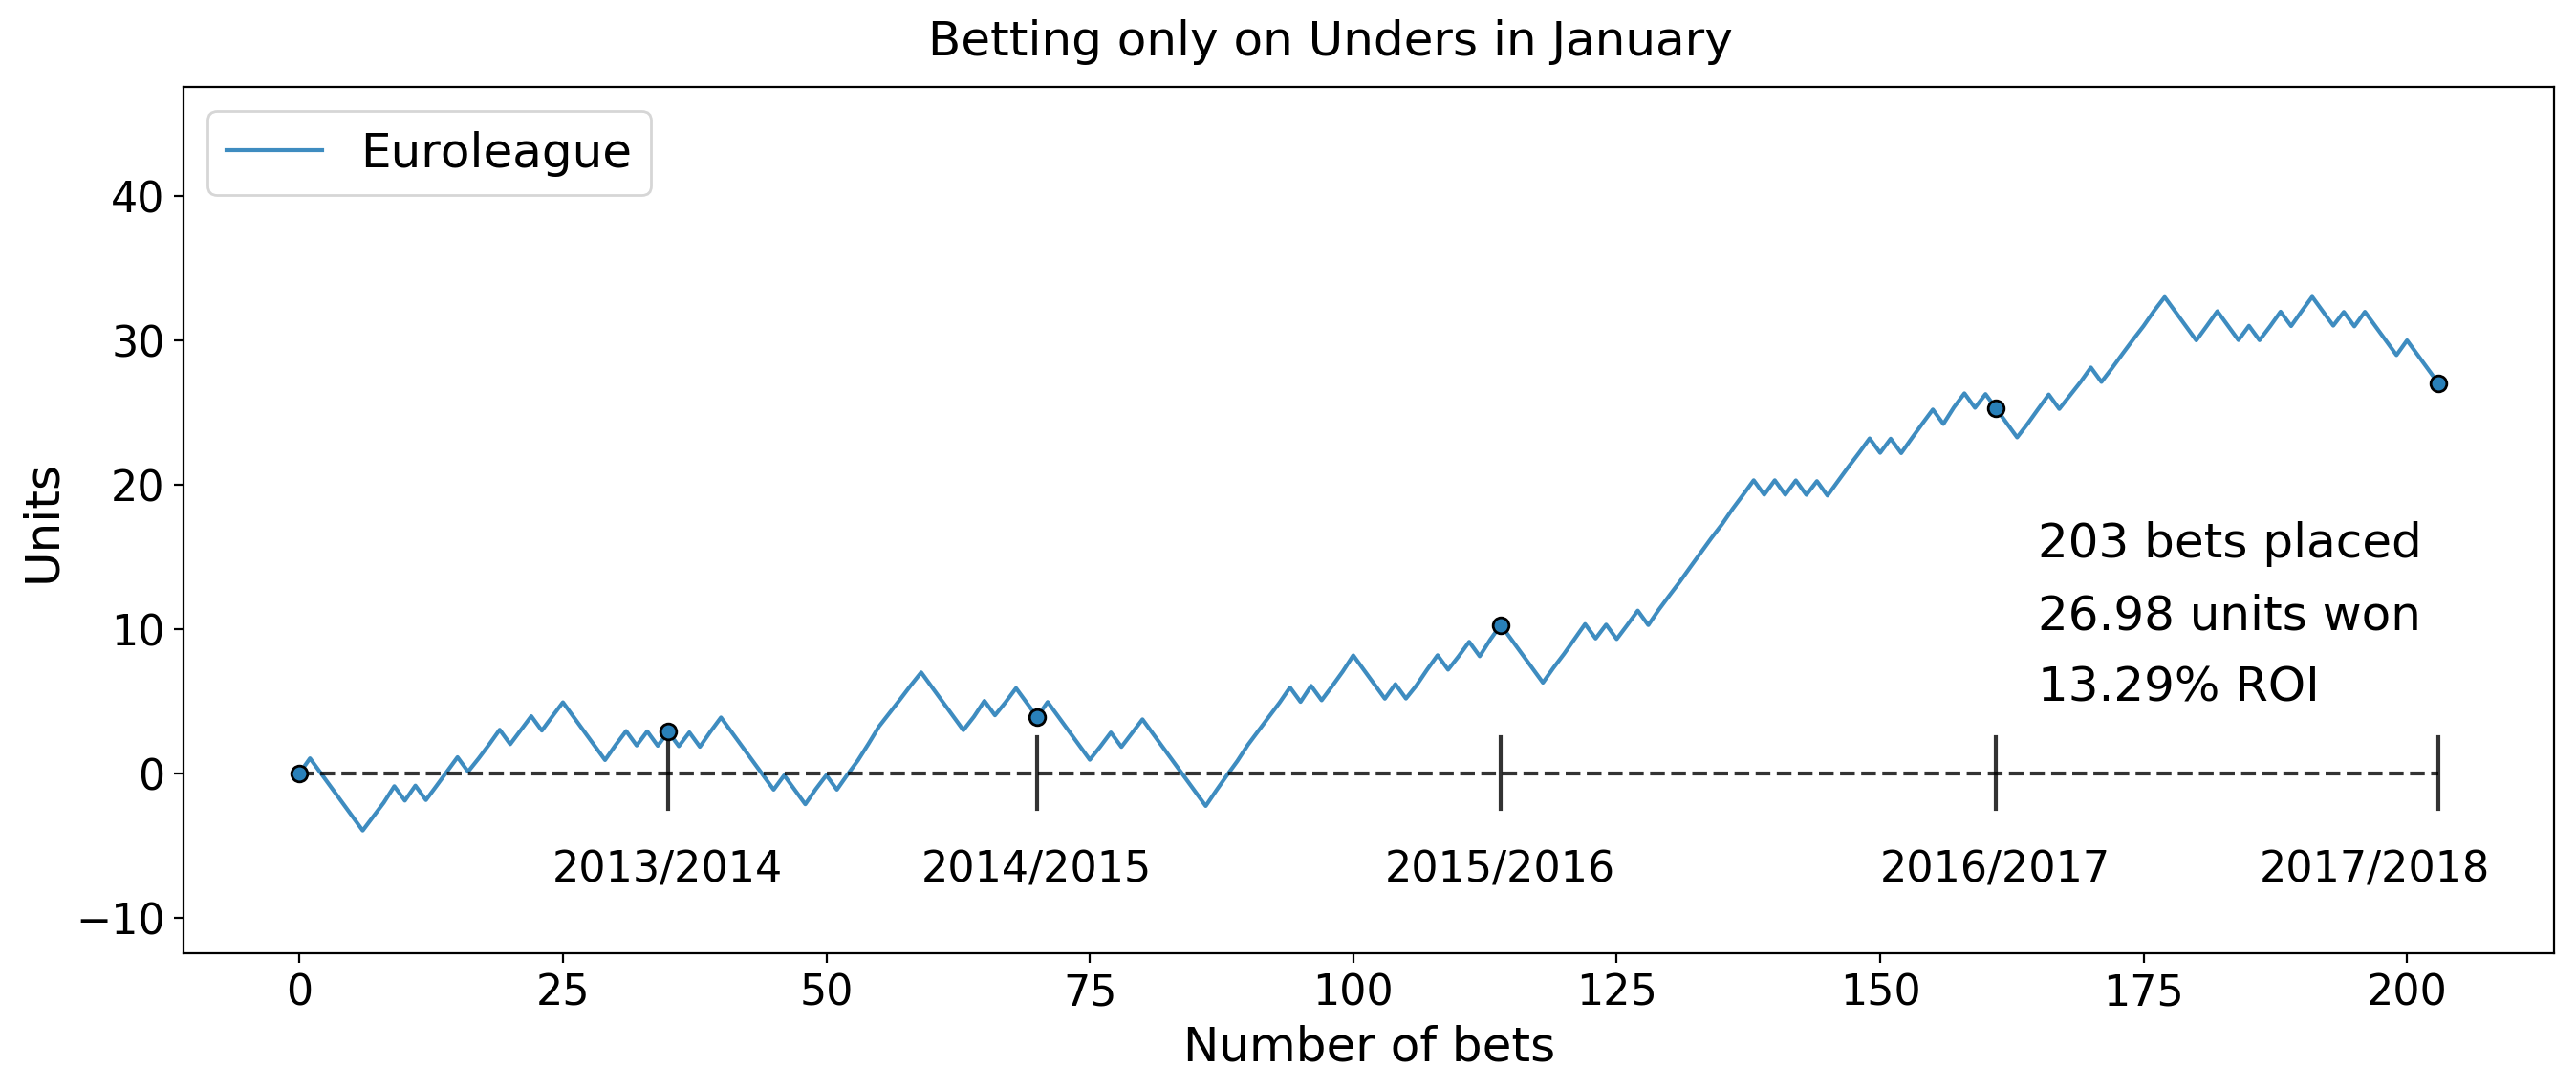 Betting only on Unders in January
Euroleague
40
30
20
10
0
−10
Units
203 bets placed
26.98 units won
13.29% ROI
2013/2014
2014/2015
2015/2016
2016/2017
2017/2018
0
25
50
75
100
125
150
175
200
Number of bets